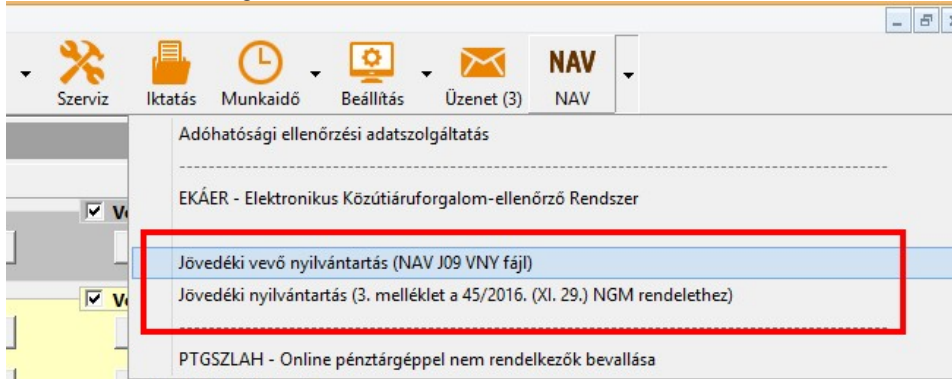 NAV
Szerviz Iktatás Munkaidő Beállítás Üzenet (3) NAV
Adóhatósági ellenőrzési adatszolgáltatás
EKÁER - Elektronikus Közútiáruforgalom-ellenőrző Rendszer
Jövedéki vevő nyilvántartás (NAV J09 VNY fájl)
Jövedéki nyilvántartás (3. melléklet a 45/2016. (XI. 29.) NGM rendelethez)
PTGSZLAH - Online pénztárgéppel nem rendelkezők bevallása